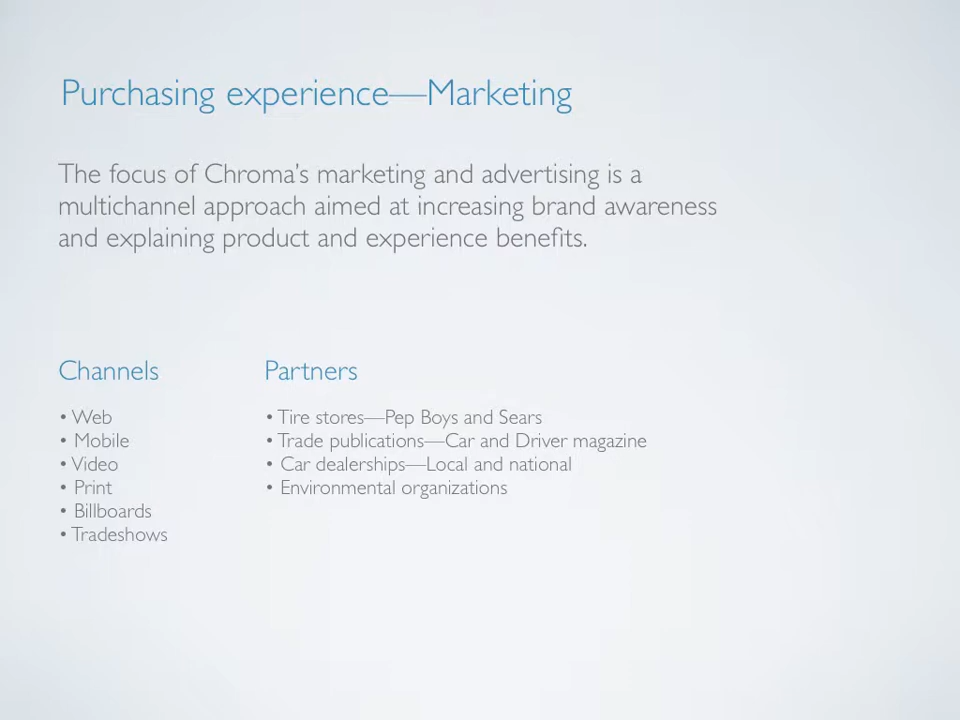 Purchasing experience—Marketing
The focus of Chroma's marketing and advertising is a
multichannel approach aimed at increasing brand awareness
and explaining product and experience benefits.
Channels
• Web
• Mobile
• Video
• Print
• Billboards
• Tradeshows
Partners
• Tire stores—Pep Boys and Sears
• Trade publications—Car and Driver magazine
• Car dealerships—Local and national
• Environmental organizations